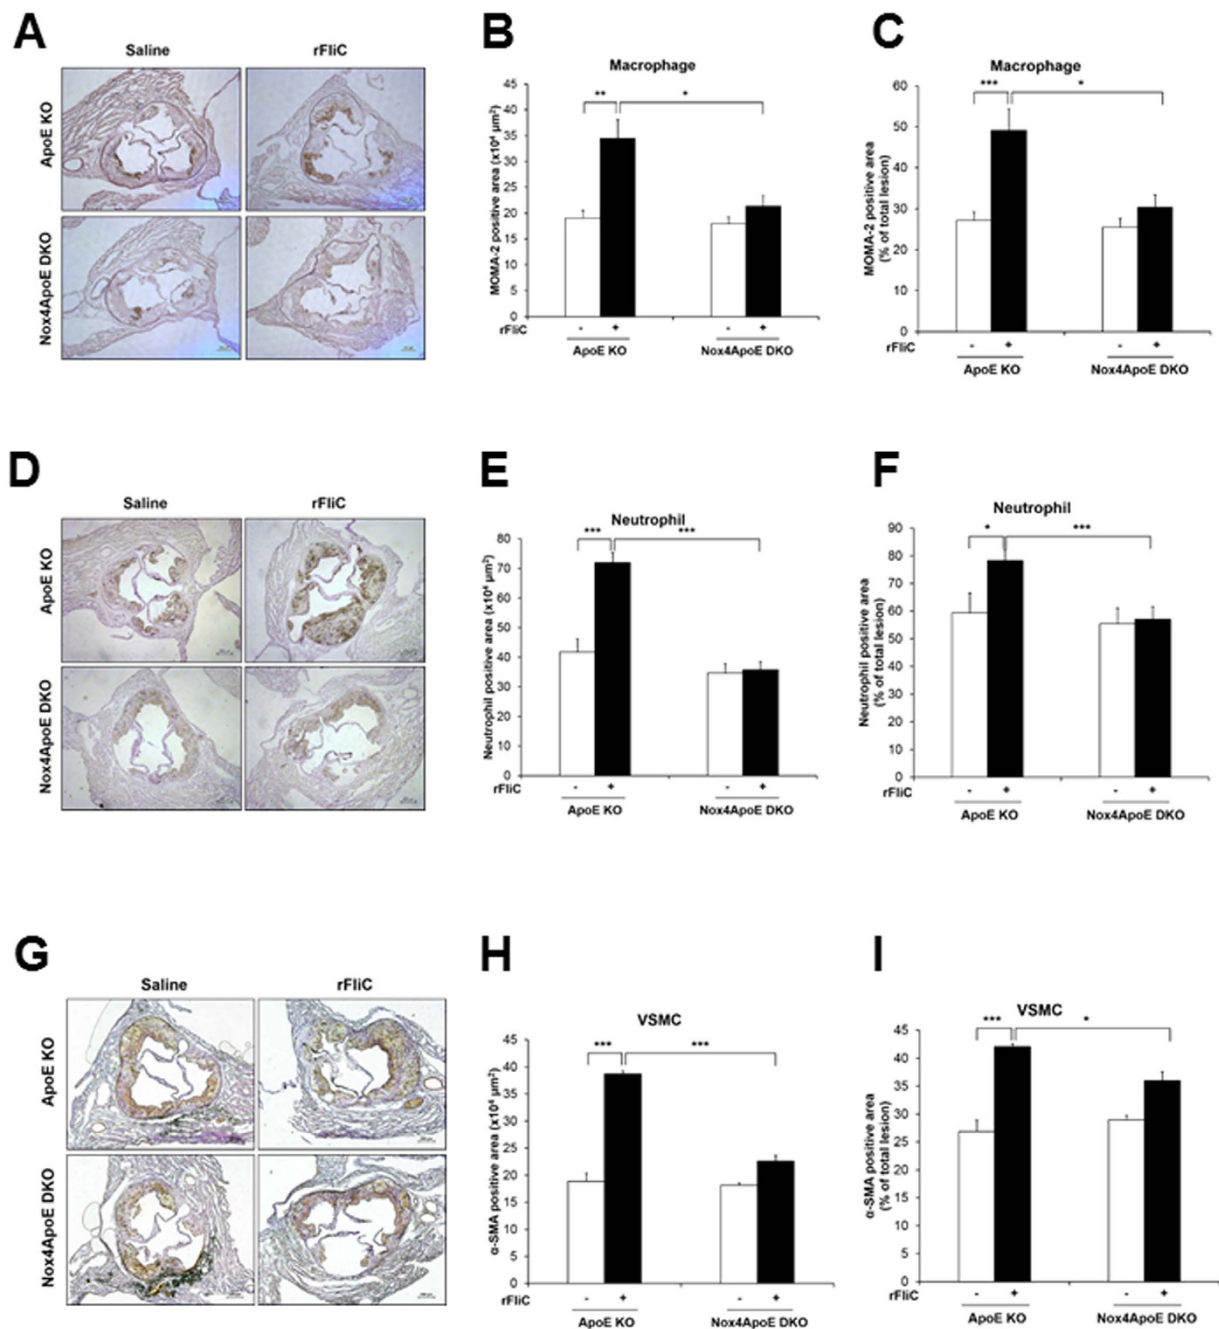 A
Saline
rFliC
ApoE KO
Nox4ApoE DKO
B
Macrophage
MOMA-2 positive area (x10⁴ µm²)
45
40
35
30
25
20
15
10
5
0
**
*
rFliC
- + - +
ApoE KO
Nox4ApoE DKO
C
Macrophage
MOMA-2 positive area
(% of total lesion)
60
50
40
30
20
10
0
***
*
rFliC
- + - +
ApoE KO
Nox4ApoE DKO
D
Saline
rFliC
ApoE KO
Nox4ApoE DKO
E
Neutrophil
Neutrophil positive area (x10⁴ µm²)
80
70
60
50
40
30
20
10
0
***
***
rFliC
- + - +
ApoE KO
Nox4ApoE DKO
F
Neutrophil
Neutrophil positive area
(% of total lesion)
90
80
70
60
50
40
30
20
10
0
*
***
rFliC
- + - +
ApoE KO
Nox4ApoE DKO
G
Saline
rFliC
ApoE KO
Nox4ApoE DKO
H
VSMC
α-SMA positive area (x10⁴ µm²)
45
40
35
30
25
20
15
10
5
0
***
***
rFliC
- + - +
ApoE KO
Nox4ApoE DKO
I
VSMC
α-SMA positive area
(% of total lesion)
45
40
35
30
25
20
15
10
5
0
***
*
rFliC
- + - +
ApoE KO
Nox4ApoE DKO